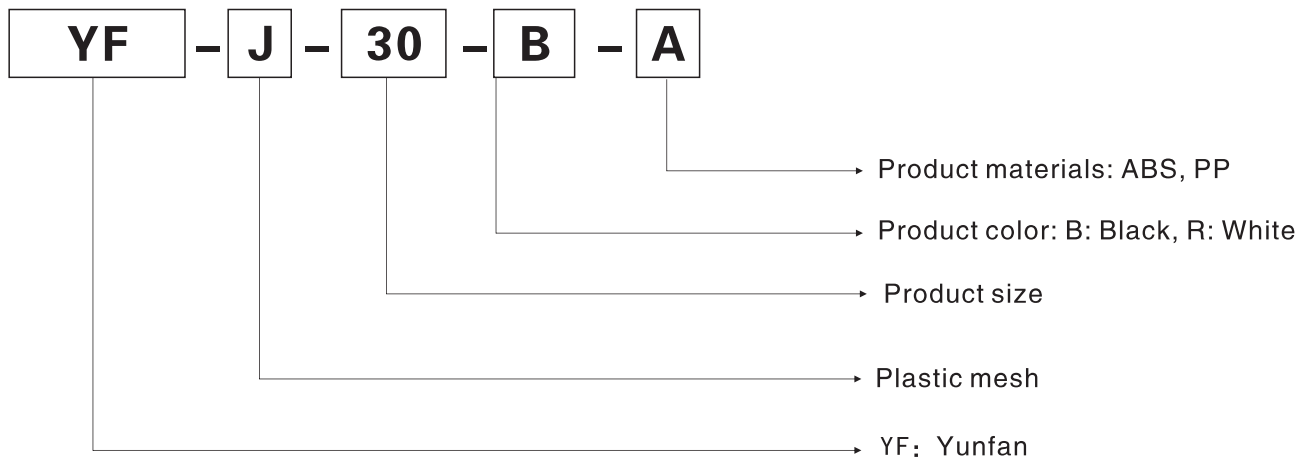 YF - J - 30 - B - A
Product materials: ABS, PP
Product color: B: Black, R: White
Product size
Plastic mesh
YF: Yunfan